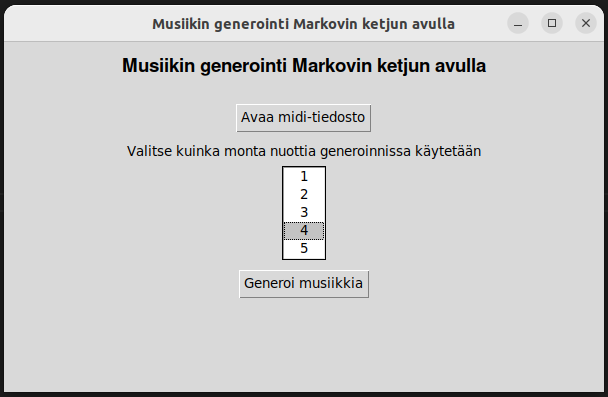 Musiikin generointi Markovin ketjun avulla
Musiikin generointi Markovin ketjun avulla
Avaa midi-tiedosto
Valitse kuinka monta nuottia generoinnissa käytetään
1
2
3
4
5
Generoi musiikkia